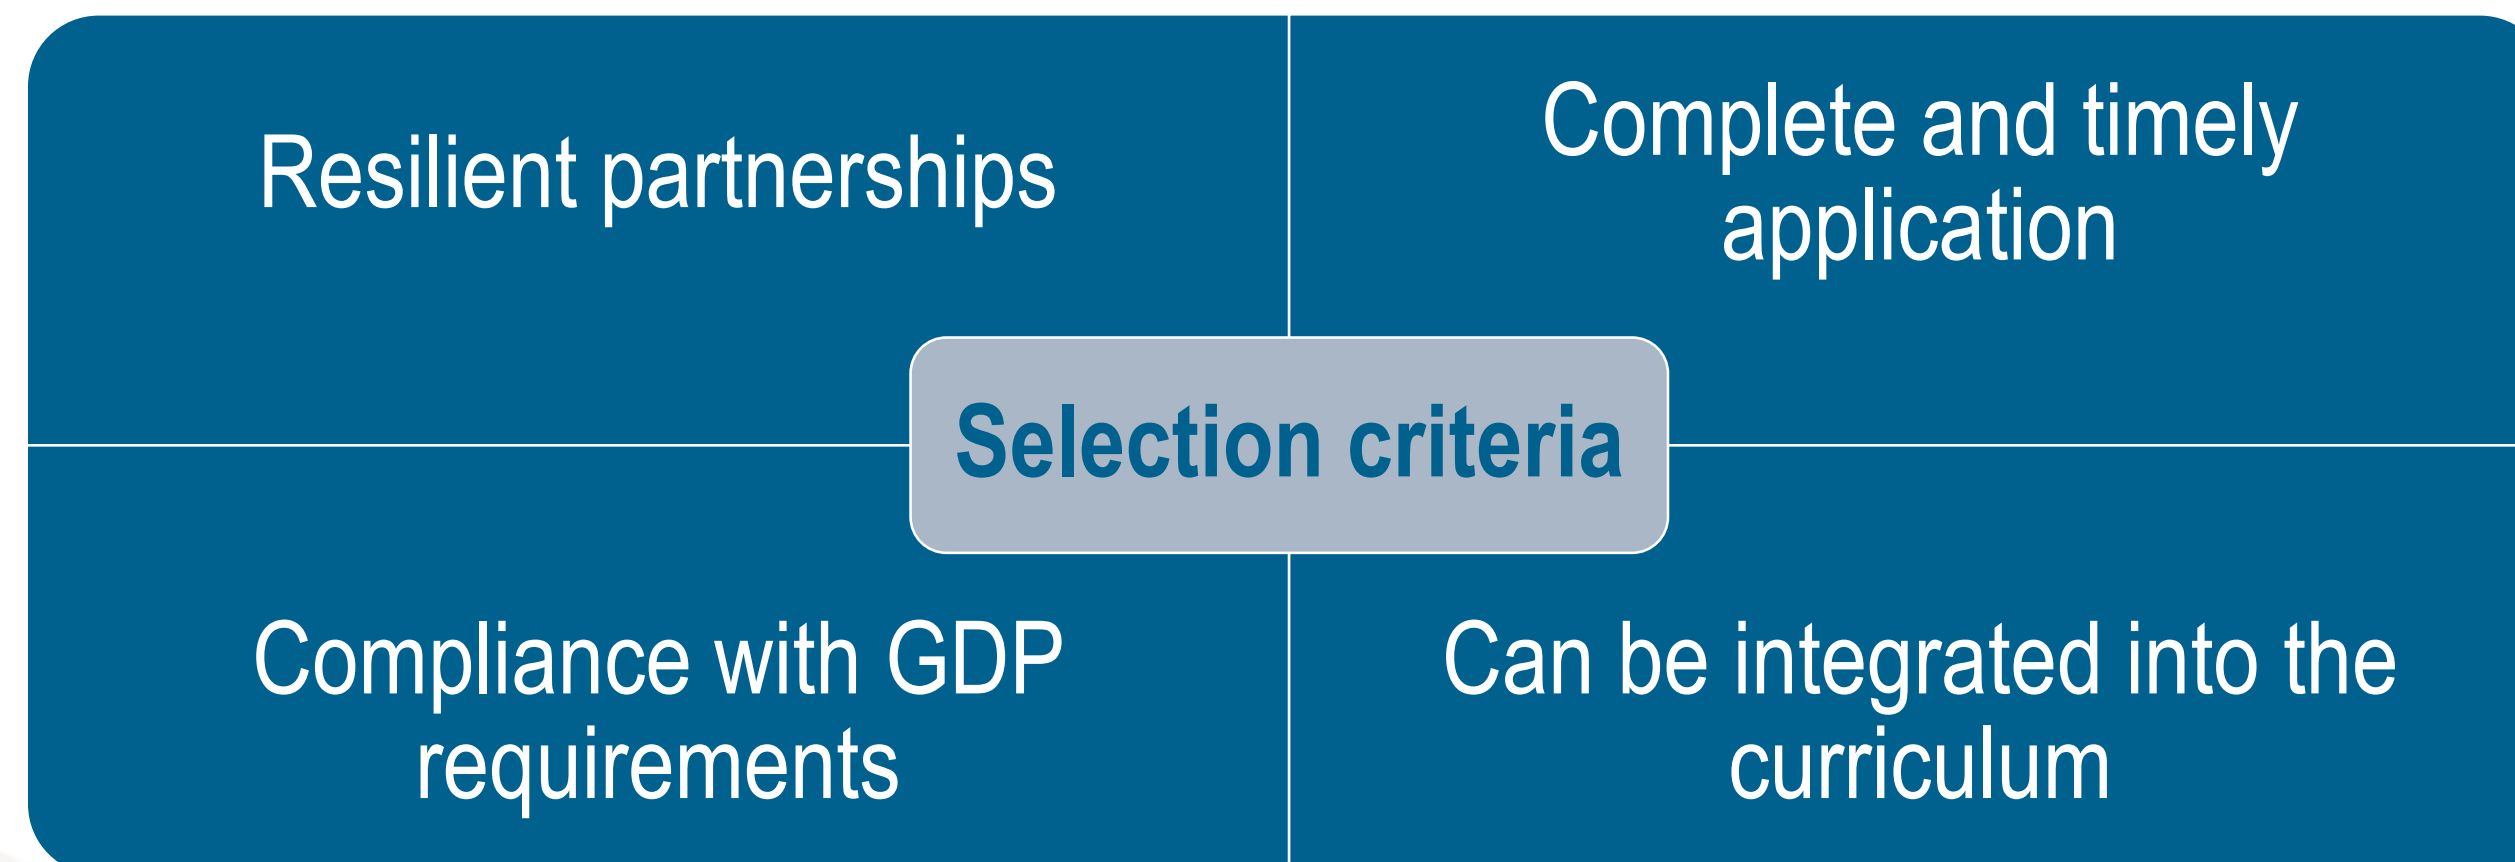 Resilient partnerships
Complete and timely
application
Selection criteria
Compliance with GDP
requirements
Can be integrated into the
curriculum